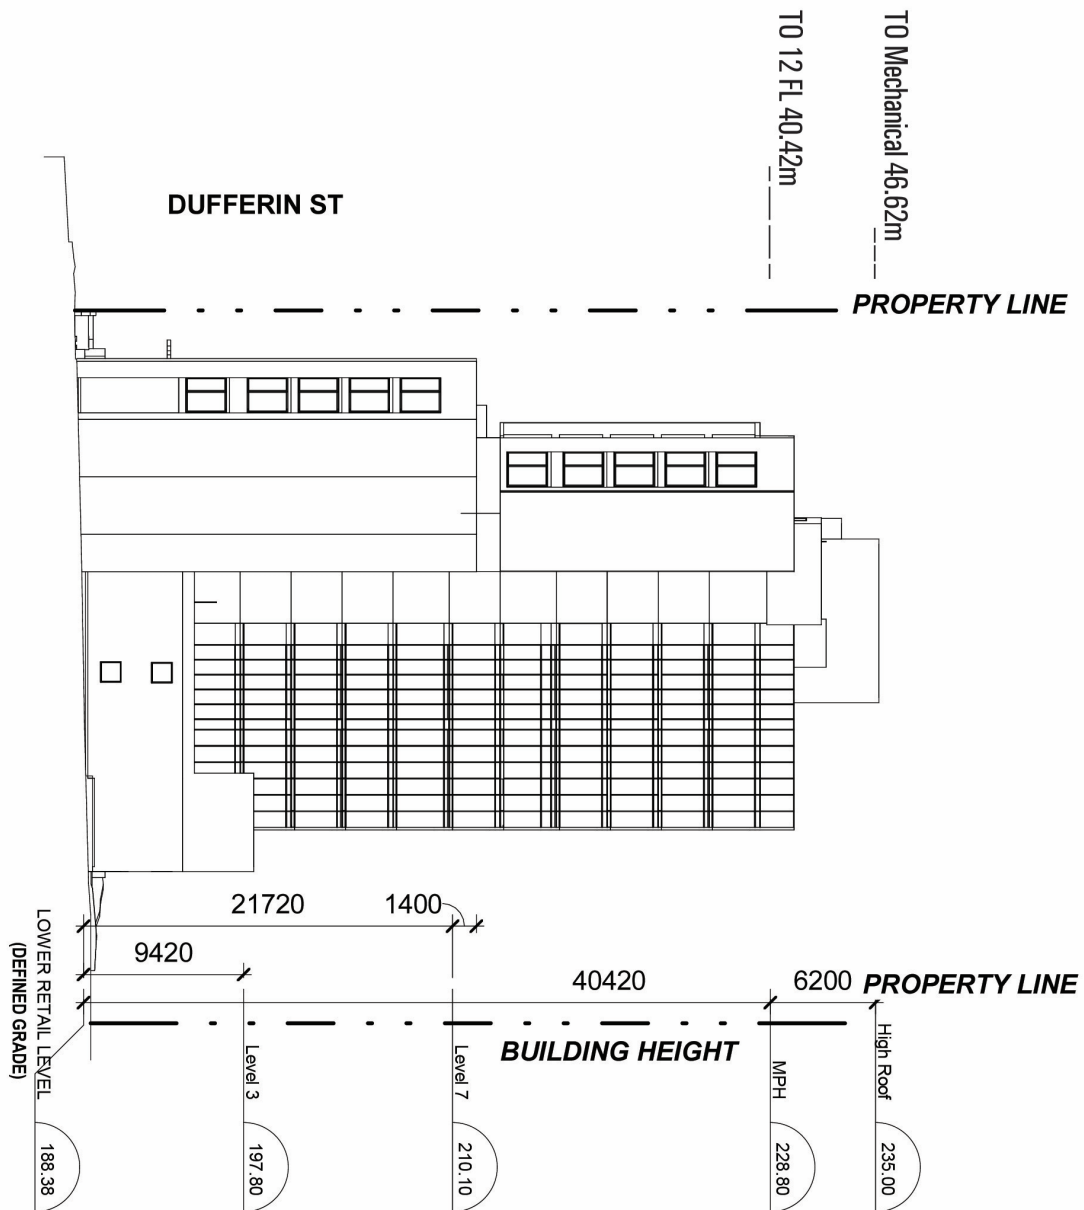 TO 12 FL 40.42m
TO Mechanical 46.62m
DUFFERIN ST
PROPERTY LINE
21720
1400
9420
40420
6200
PROPERTY LINE
BUILDING HEIGHT
LOWER RETAIL LEVEL
(DEFINED GRADE)
Level 3
Level 7
MPH
High Roof
188.38
197.80
210.10
228.80
235.00